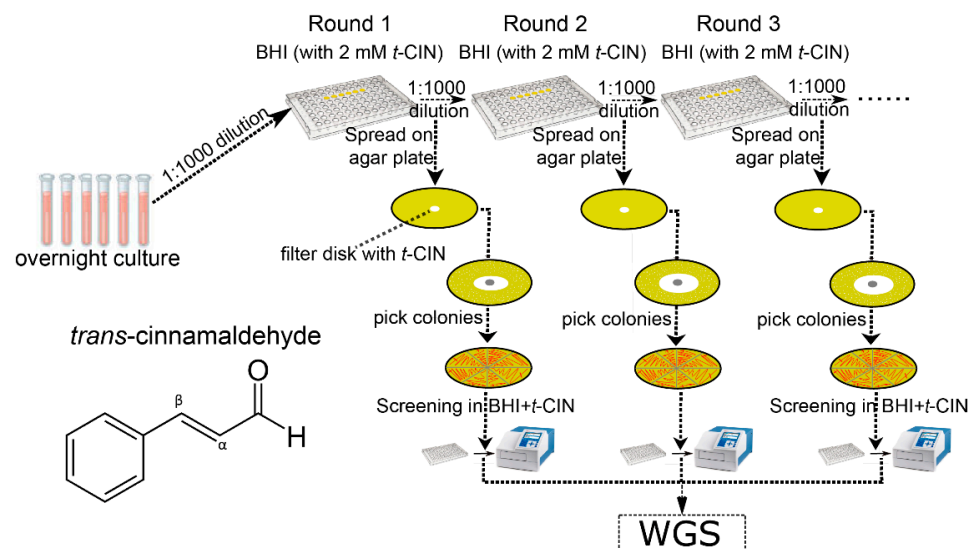 Round 1
Round 2
Round 3
BHI (with 2 mM t-CIN)
BHI (with 2 mM t-CIN)
BHI (with 2 mM t-CIN)
1:1000
dilution
1:1000
dilution
1:1000
dilution
1:1000 dilution
Spread on
agar plate
Spread on
agar plate
Spread on
agar plate
overnight culture
filter disk with t-CIN
pick colonies
pick colonies
pick colonies
trans-cinnamaldehyde
O
H
β
α
Screening in BHI+t-CIN
Screening in BHI+t-CIN
WGS